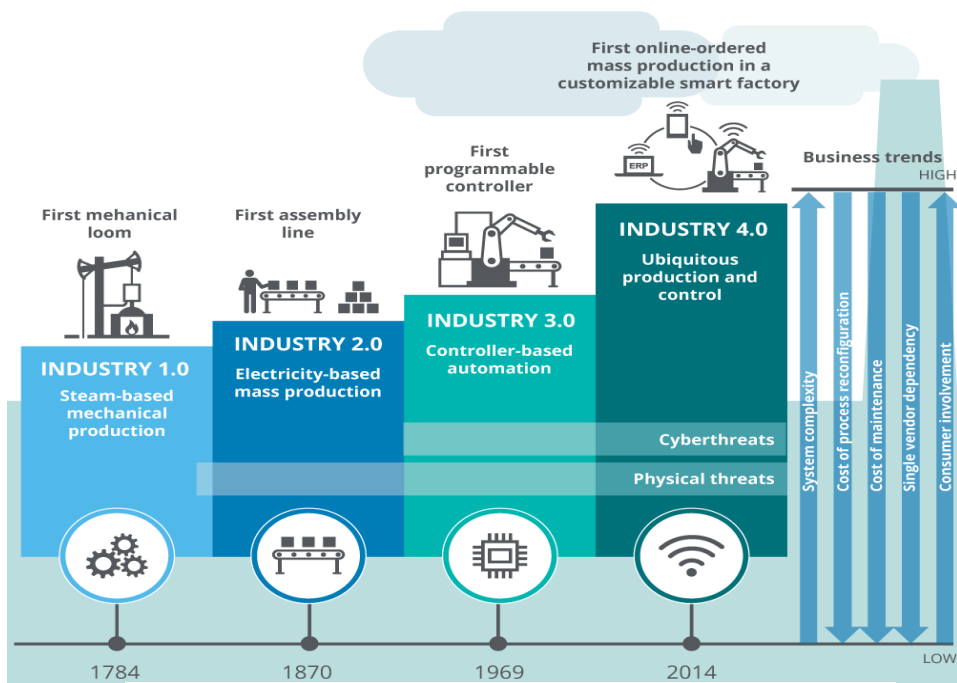 First online-ordered
mass production in a
customizable smart factory
First
programmable
controller
First mehanical
loom
First assembly
line
ERP
Business trends
HIGH
INDUSTRY 1.0
Steam-based
mechanical
production
INDUSTRY 2.0
Electricity-based
mass production
INDUSTRY 3.0
Controller-based
automation
INDUSTRY 4.0
Ubiquitous
production and
control
Cyberthreats
Physical threats
System complexity
Cost of process reconfiguration
Cost of maintenance
Single vendor dependency
Consumer involvement
LOW
1784
1870
1969
2014